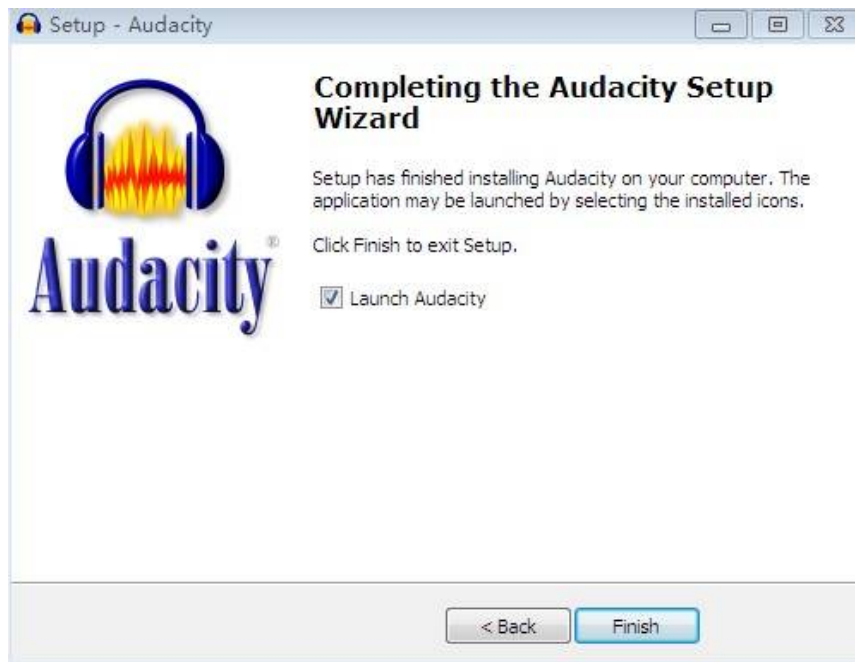 Setup - Audacity
Completing the Audacity Setup
Wizard
Setup has finished installing Audacity on your computer. The
application may be launched by selecting the installed icons.
Click Finish to exit Setup.
Launch Audacity
Audacity®
< Back
Finish